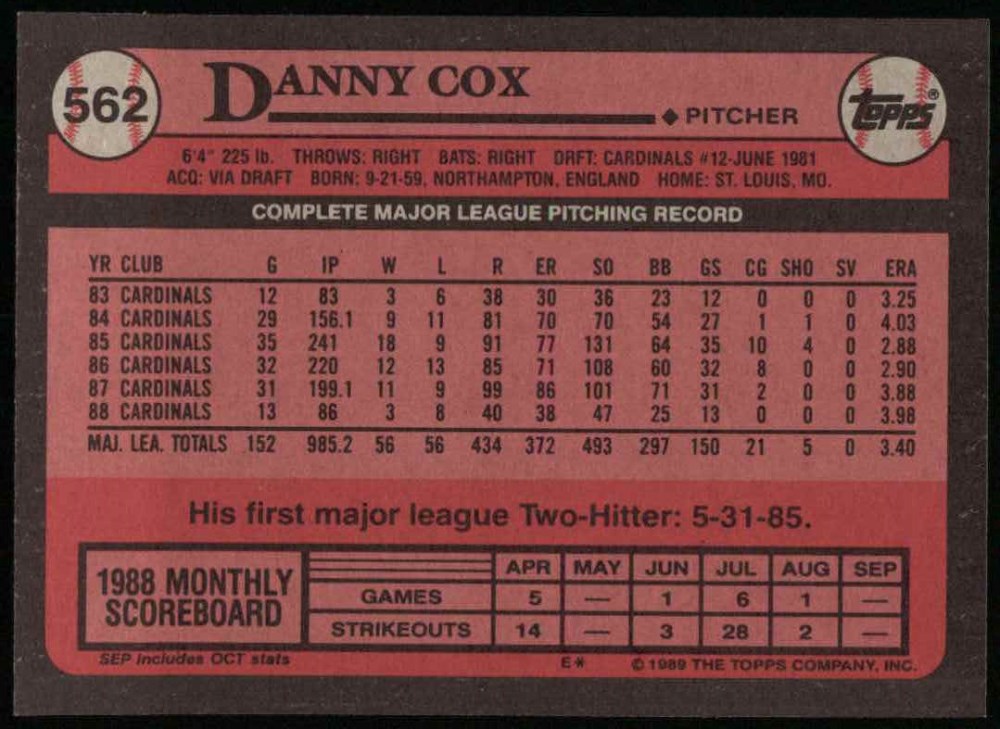 562
DANNY COX
◆ PITCHER
TOPPS®
6'4" 225 lb. THROWS: RIGHT BATS: RIGHT DRFT: CARDINALS #12-JUNE 1981
ACQ: VIA DRAFT BORN: 9-21-59, NORTHAMPTON, ENGLAND HOME: ST. LOUIS, MO.
COMPLETE MAJOR LEAGUE PITCHING RECORD
YR CLUB G IP W L R ER SO BB GS CG SHO SV ERA
83 CARDINALS 12 83 3 6 38 30 36 23 12 0 0 0 3.25
84 CARDINALS 29 156.1 9 11 81 70 70 54 27 1 1 0 4.03
85 CARDINALS 35 241 18 9 91 77 131 64 35 10 4 0 2.88
86 CARDINALS 32 220 12 13 85 71 108 60 32 8 0 0 2.90
87 CARDINALS 31 199.1 11 9 99 86 101 71 31 2 0 0 3.88
88 CARDINALS 13 86 3 8 40 38 47 25 13 0 0 0 3.98
MAJ. LEA. TOTALS 152 985.2 56 56 434 372 493 297 150 21 5 0 3.40
His first major league Two-Hitter: 5-31-85.
1988 MONTHLY
SCOREBOARD
APR MAY JUN JUL AUG SEP
GAMES 5 — 1 6 1 —
STRIKEOUTS 14 — 3 28 2 —
SEP includes OCT stats E* © 1989 THE TOPPS COMPANY, INC.